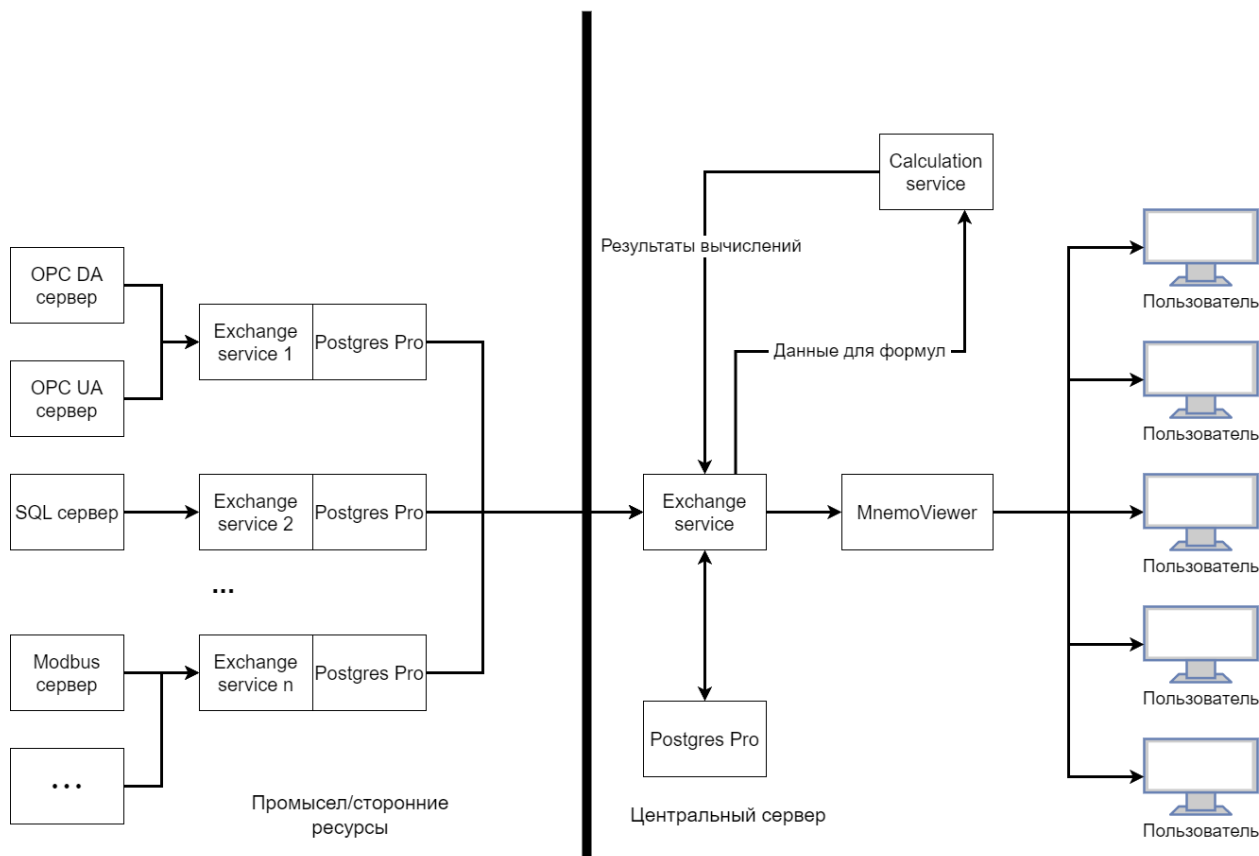 OPC DA
сервер
OPC UA
сервер
Exchange
service 1
Postgres Pro
SQL сервер
Exchange
service 2
Postgres Pro
...
Modbus
сервер
Exchange
service n
Postgres Pro
...
Промысел/сторонние
ресурсы
Calculation
service
Результаты вычислений
Данные для формул
Exchange
service
MnemoViewer
Postgres Pro
Центральный сервер
Пользователь
Пользователь
Пользователь
Пользователь
Пользователь